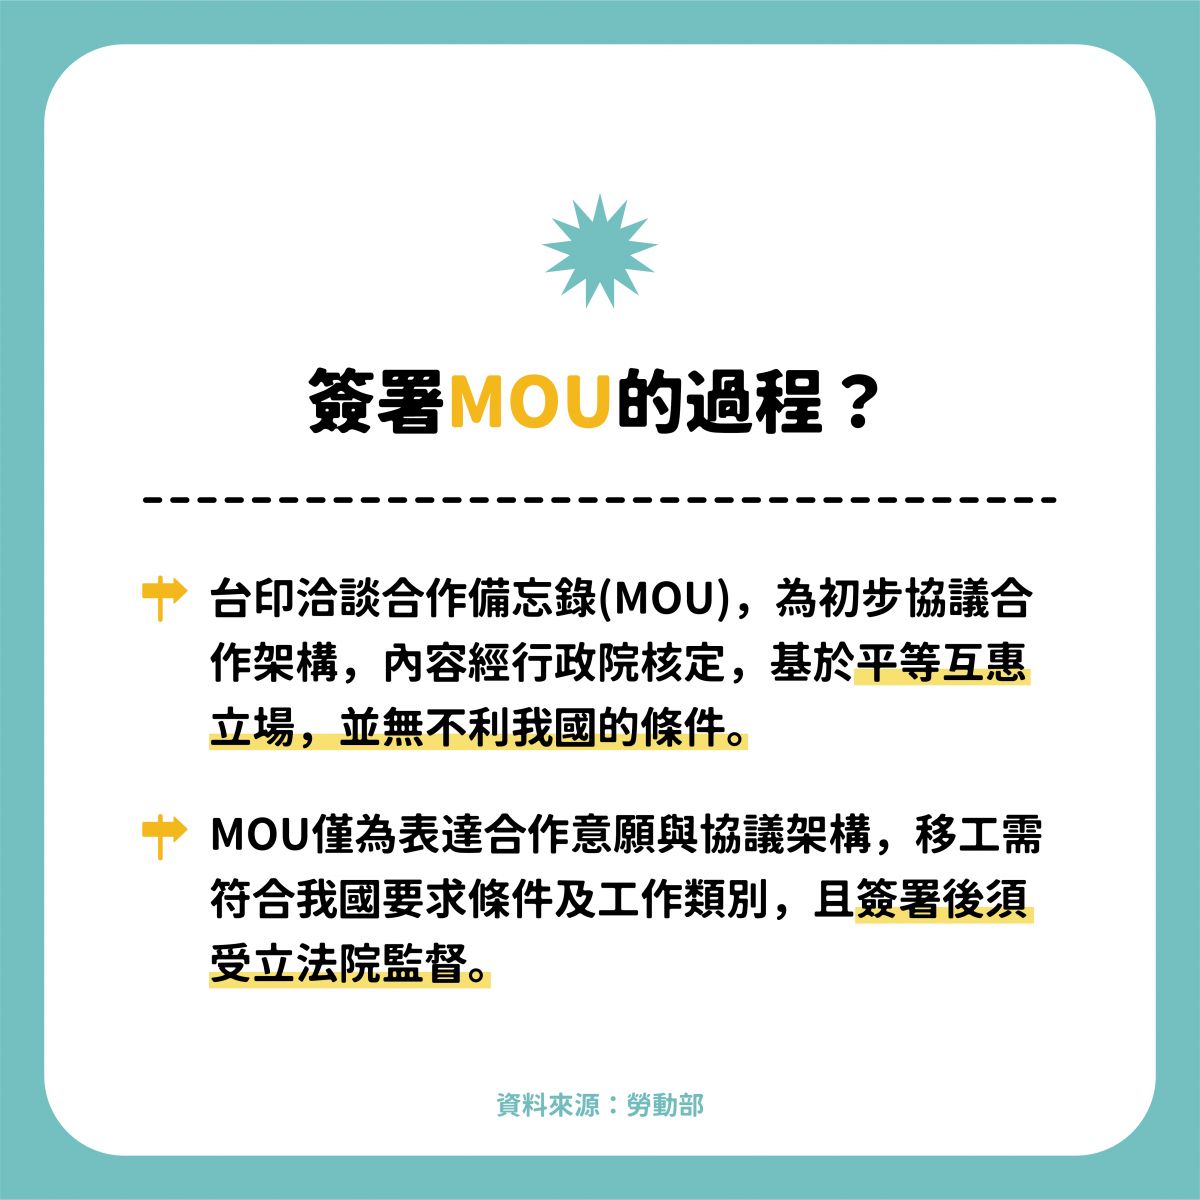 簽署MOU的過程？
台印洽談合作備忘錄(MOU)，為初步協議合
作架構，內容經行政院核定，基於平等互惠
立場，並無不利我國的條件。
MOU僅為表達合作意願與協議架構，移工需
符合我國要求條件及工作類別，且簽署後須
受立法院監督。
資料來源：勞動部